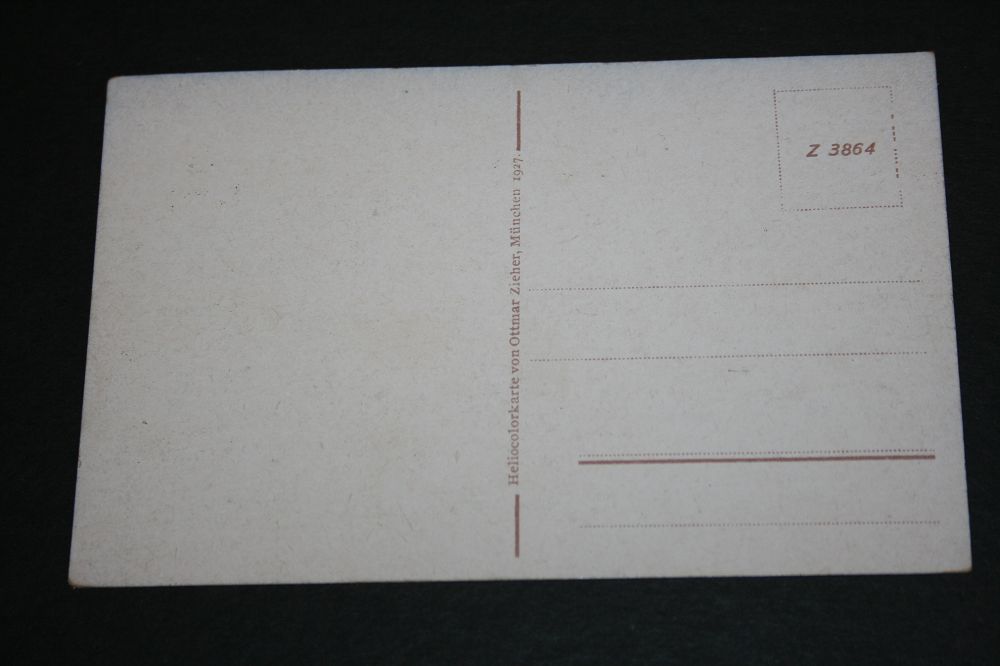 Heliocolorkarte von Ottmar Zieher, München 1927.
Z 3864